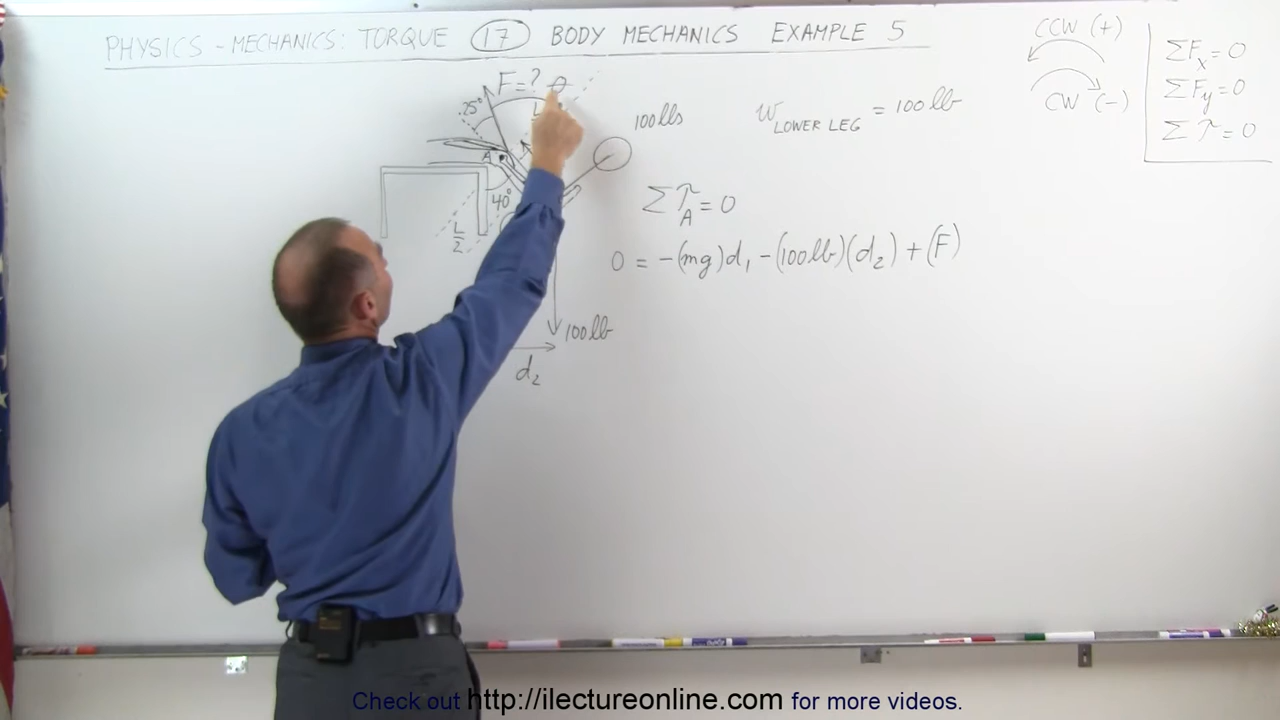 PHYSICS - MECHANICS: TORQUE 17 BODY MECHANICS EXAMPLE 5
CCW (+)
CW (-)
ΣFx = 0
ΣFy = 0
Στ = 0
F = ? θ
25°
100 lbs
W LOWER LEG = 100 lb
A
40°
L/2
ΣτA = 0
0 = -(mg)d1 - (100 lb)(d2) + (F)
100 lb
d2
Check out http://ilectureonline.com for more videos.